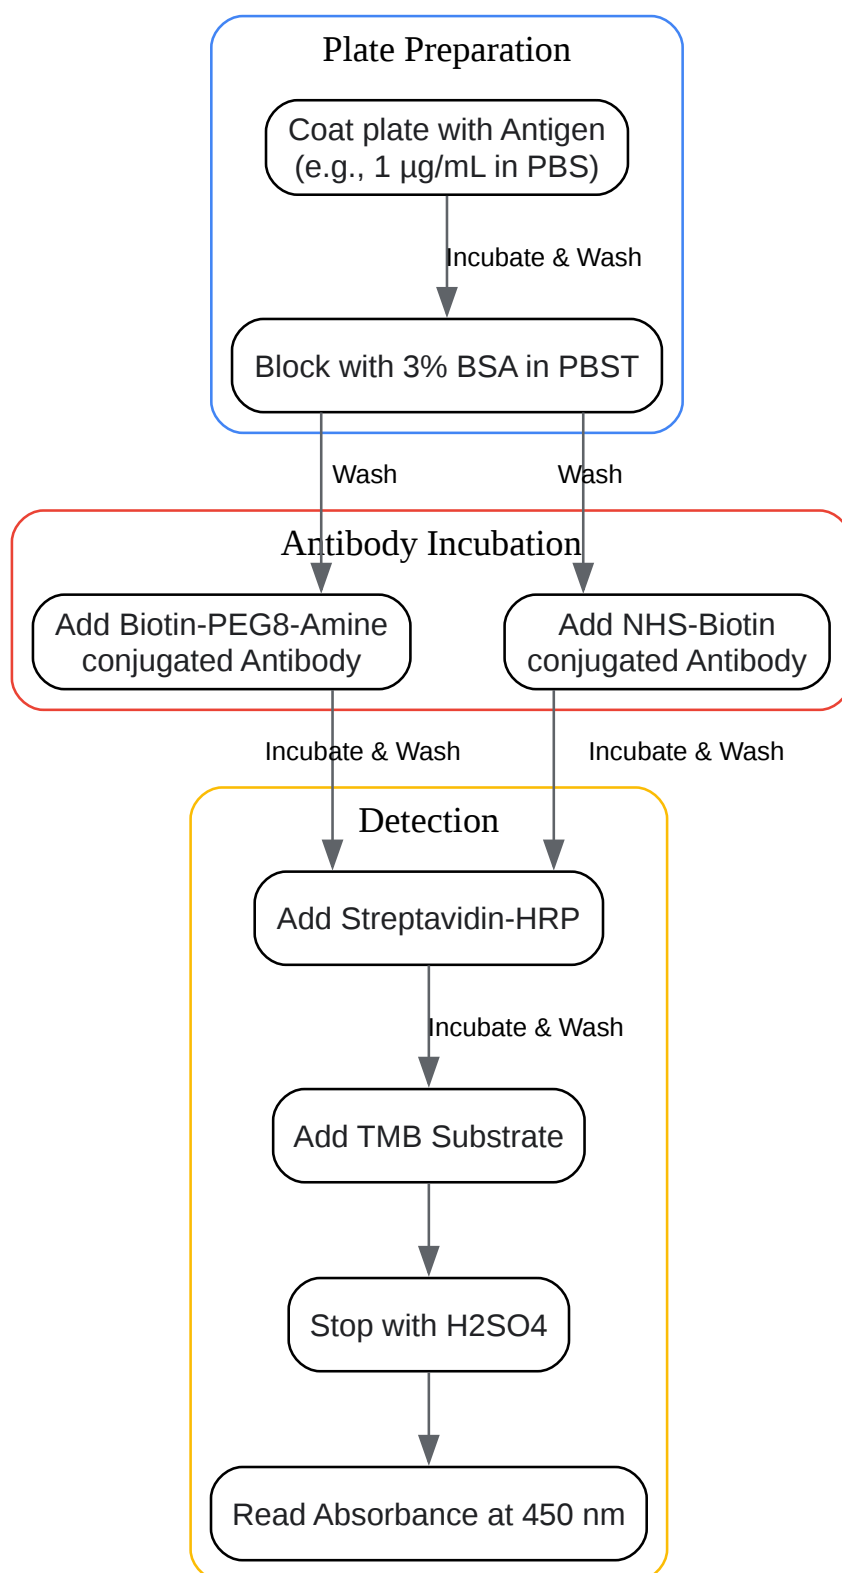 Plate Preparation
Coat plate with Antigen
(e.g., 1 µg/mL in PBS)
Incubate & Wash
Block with 3% BSA in PBST
Wash
Wash
Antibody Incubation
Add Biotin-PEG8-Amine
conjugated Antibody
Add NHS-Biotin
conjugated Antibody
Incubate & Wash
Incubate & Wash
Detection
Add Streptavidin-HRP
Incubate & Wash
Add TMB Substrate
Stop with H2SO4
Read Absorbance at 450 nm